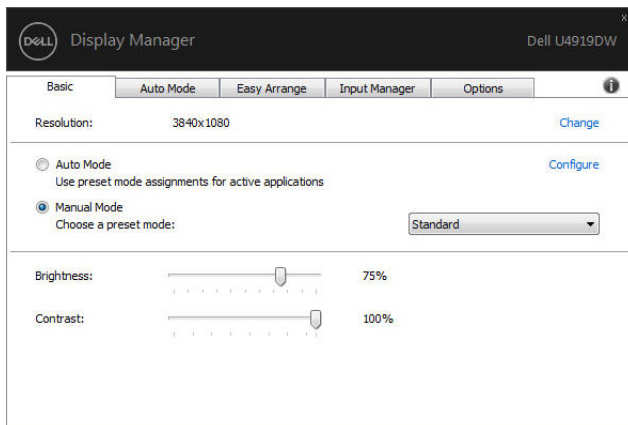 x
DELL Display Manager Dell U4919DW
Basic Auto Mode Easy Arrange Input Manager Options i
Resolution: 3840x1080 Change
Auto Mode Configure
Use preset mode assignments for active applications
Manual Mode
Choose a preset mode: Standard
Brightness: 75%
Contrast: 100%